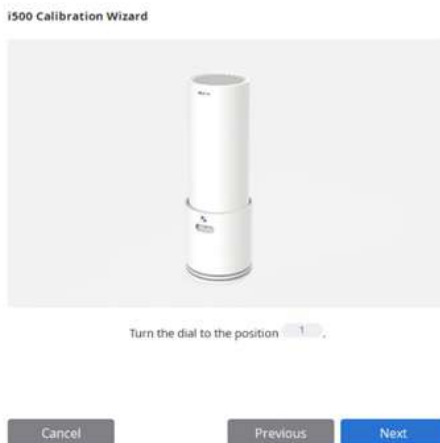 i500 Calibration Wizard
Turn the dial to the position 1 .
Cancel
Previous
Next